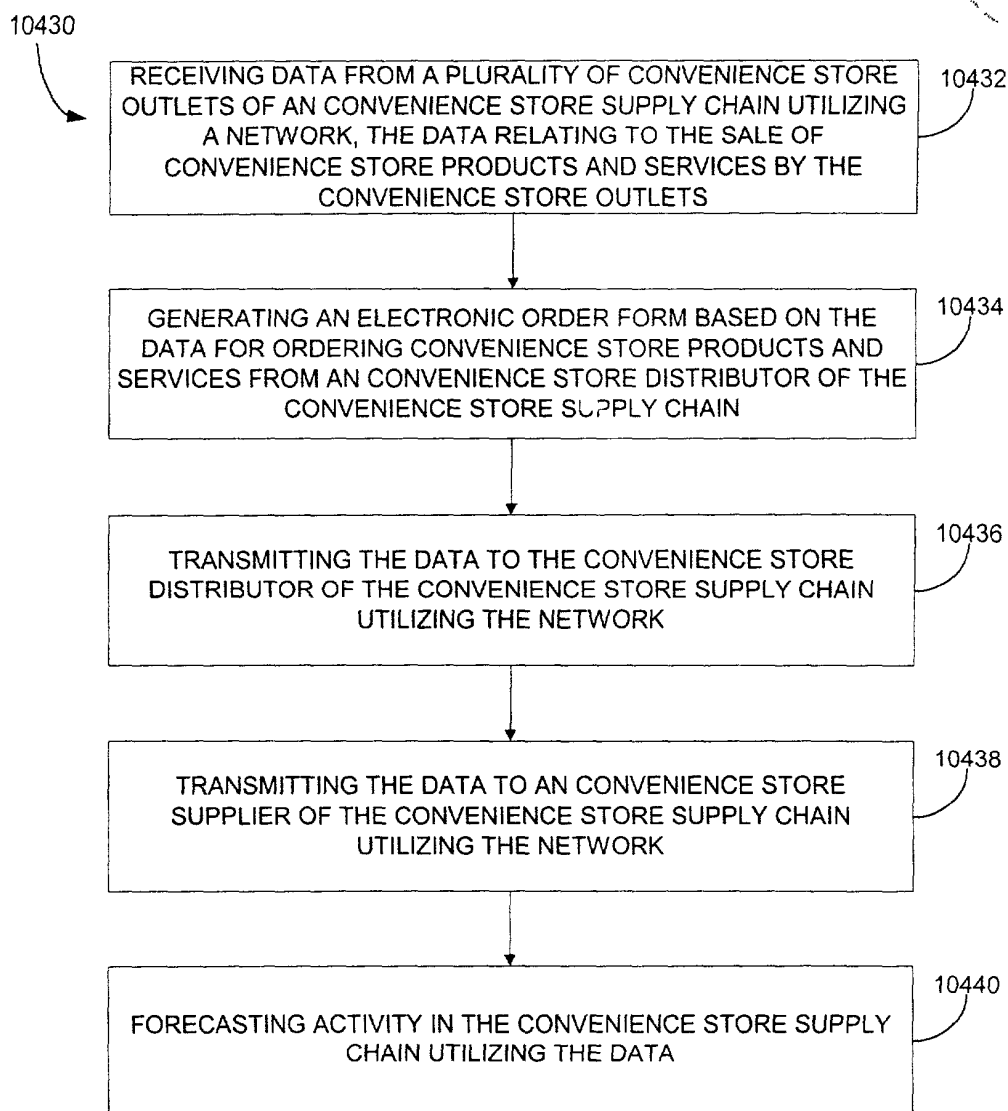 10430
RECEIVING DATA FROM A PLURALITY OF CONVENIENCE STORE
OUTLETS OF AN CONVENIENCE STORE SUPPLY CHAIN UTILIZING
A NETWORK, THE DATA RELATING TO THE SALE OF
CONVENIENCE STORE PRODUCTS AND SERVICES BY THE
CONVENIENCE STORE OUTLETS
10432
GENERATING AN ELECTRONIC ORDER FORM BASED ON THE
DATA FOR ORDERING CONVENIENCE STORE PRODUCTS AND
SERVICES FROM AN CONVENIENCE STORE DISTRIBUTOR OF THE
CONVENIENCE STORE SUPPLY CHAIN
10434
TRANSMITTING THE DATA TO THE CONVENIENCE STORE
DISTRIBUTOR OF THE CONVENIENCE STORE SUPPLY CHAIN
UTILIZING THE NETWORK
10436
TRANSMITTING THE DATA TO AN CONVENIENCE STORE
SUPPLIER OF THE CONVENIENCE STORE SUPPLY CHAIN
UTILIZING THE NETWORK
10438
FORECASTING ACTIVITY IN THE CONVENIENCE STORE SUPPLY
CHAIN UTILIZING THE DATA
10440